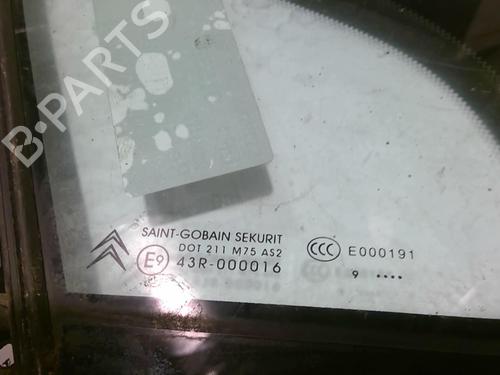 B-PARTS
SAINT-GOBAIN SEKURIT
DOT 211 M75 AS2
E9 43R-000016
CCC E000191
9 ••••